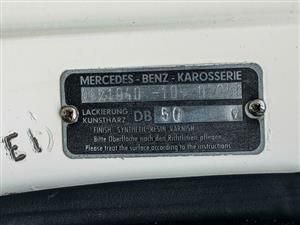 MERCEDES-BENZ-KAROSSERIE
LACKIERUNG
KUNSTHARZ DB 50
FINISH SYNTHETIC RESIN VARNISH
Bitte Oberfläche nach den Richtlinien pflegen
Please treat the surface according to the instructions
E1